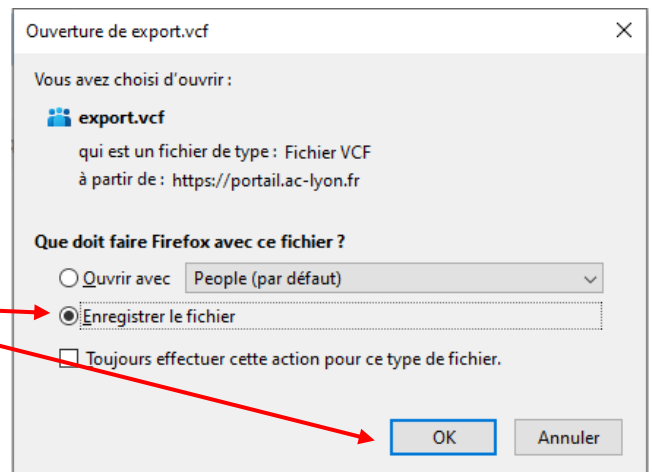 Ouverture de export.vcf
Vous avez choisi d'ouvrir :
export.vcf
qui est un fichier de type : Fichier VCF
à partir de : https://portail.ac-lyon.fr
Que doit faire Firefox avec ce fichier ?
Ouvrir avec People (par défaut)
Enregistrer le fichier
Toujours effectuer cette action pour ce type de fichier.
OK Annuler